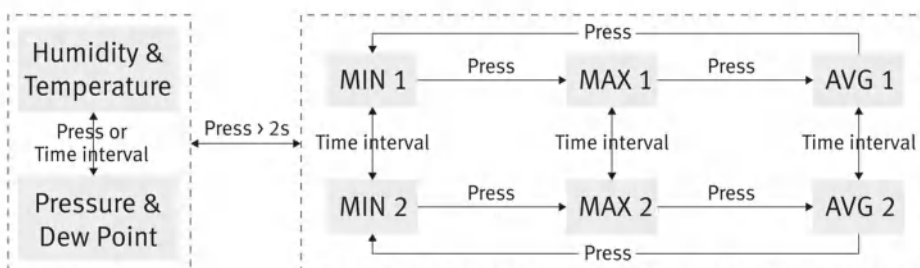 Humidity &
Temperature
Press or
Time interval
Pressure &
Dew Point
Press > 2s
Press
MIN 1
Press
MAX 1
Press
AVG 1
Time interval
Time interval
Time interval
MIN 2
Press
MAX 2
Press
AVG 2
Press